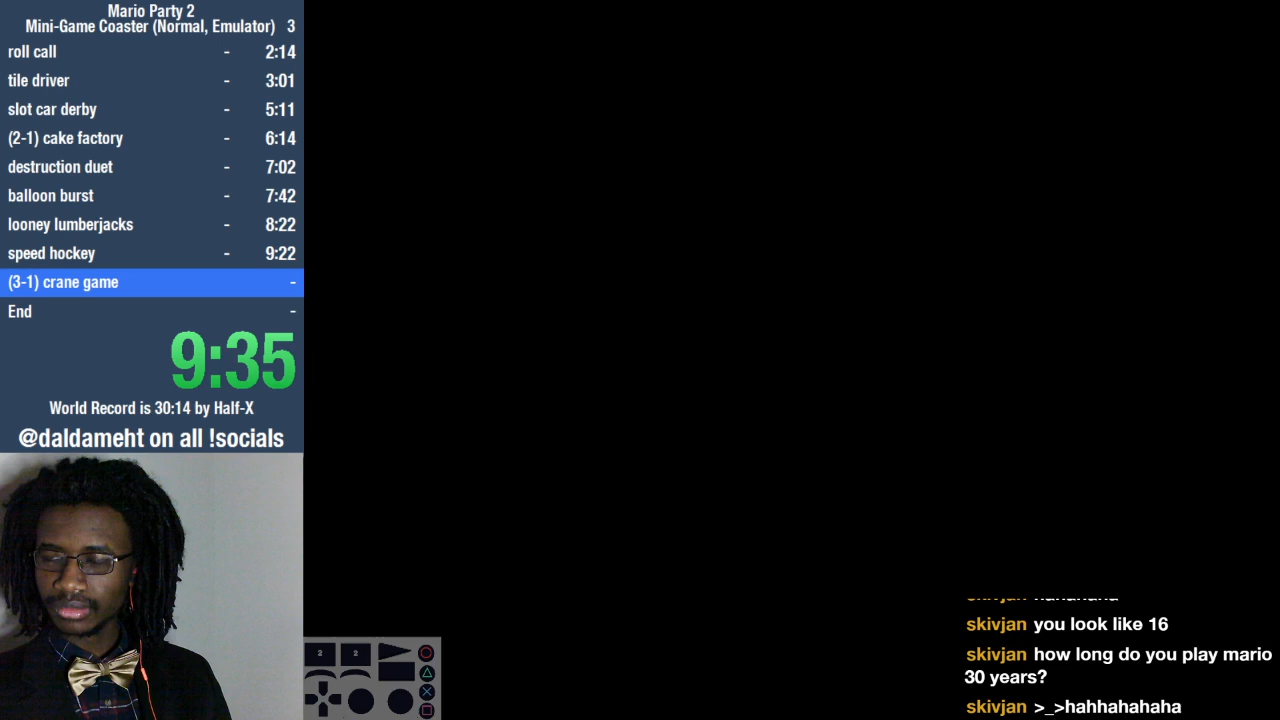 Mario Party 2
Mini-Game Coaster (Normal, Emulator) 3
roll call - 2:14
tile driver - 3:01
slot car derby - 5:11
(2-1) cake factory - 6:14
destruction duet - 7:02
balloon burst - 7:42
looney lumberjacks - 8:22
speed hockey - 9:22
(3-1) crane game -
End -
9:35
World Record is 30:14 by Half-X
@daldameht on all !socials
2 2
skivjan hahahaha
skivjan you look like 16
skivjan how long do you play mario
30 years?
skivjan >_>hahhahahaha